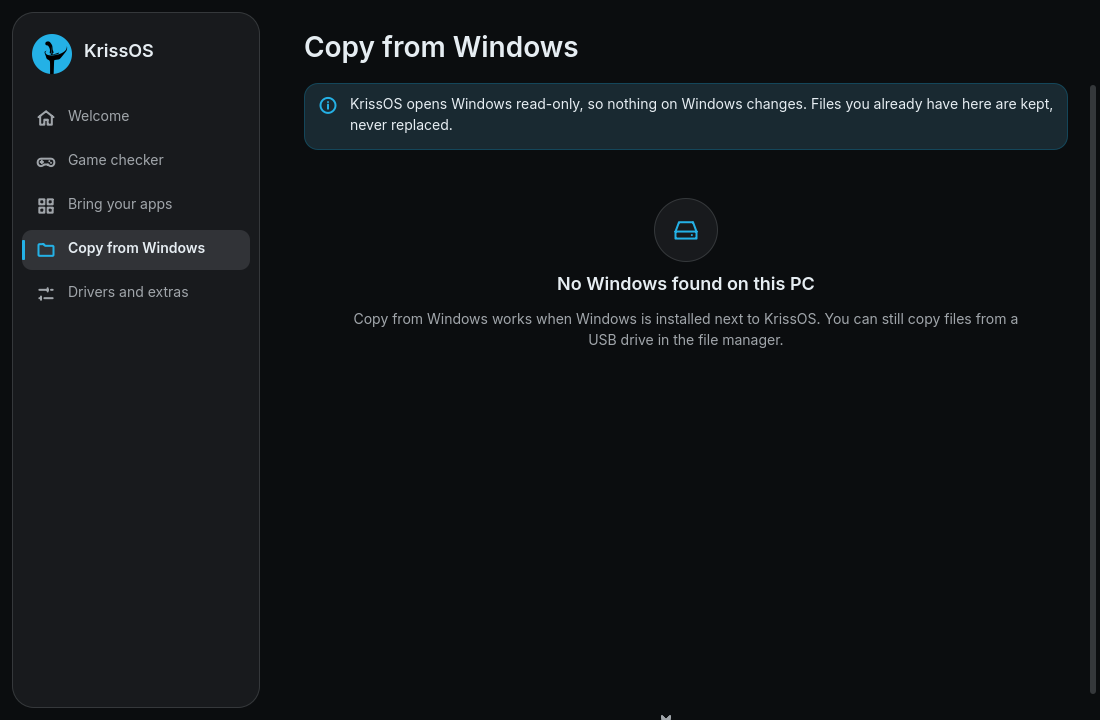 KrissOS
Welcome
Game checker
Bring your apps
Copy from Windows
Drivers and extras
Copy from Windows
KrissOS opens Windows read-only, so nothing on Windows changes. Files you already have here are kept,
never replaced.
No Windows found on this PC
Copy from Windows works when Windows is installed next to KrissOS. You can still copy files from a
USB drive in the file manager.